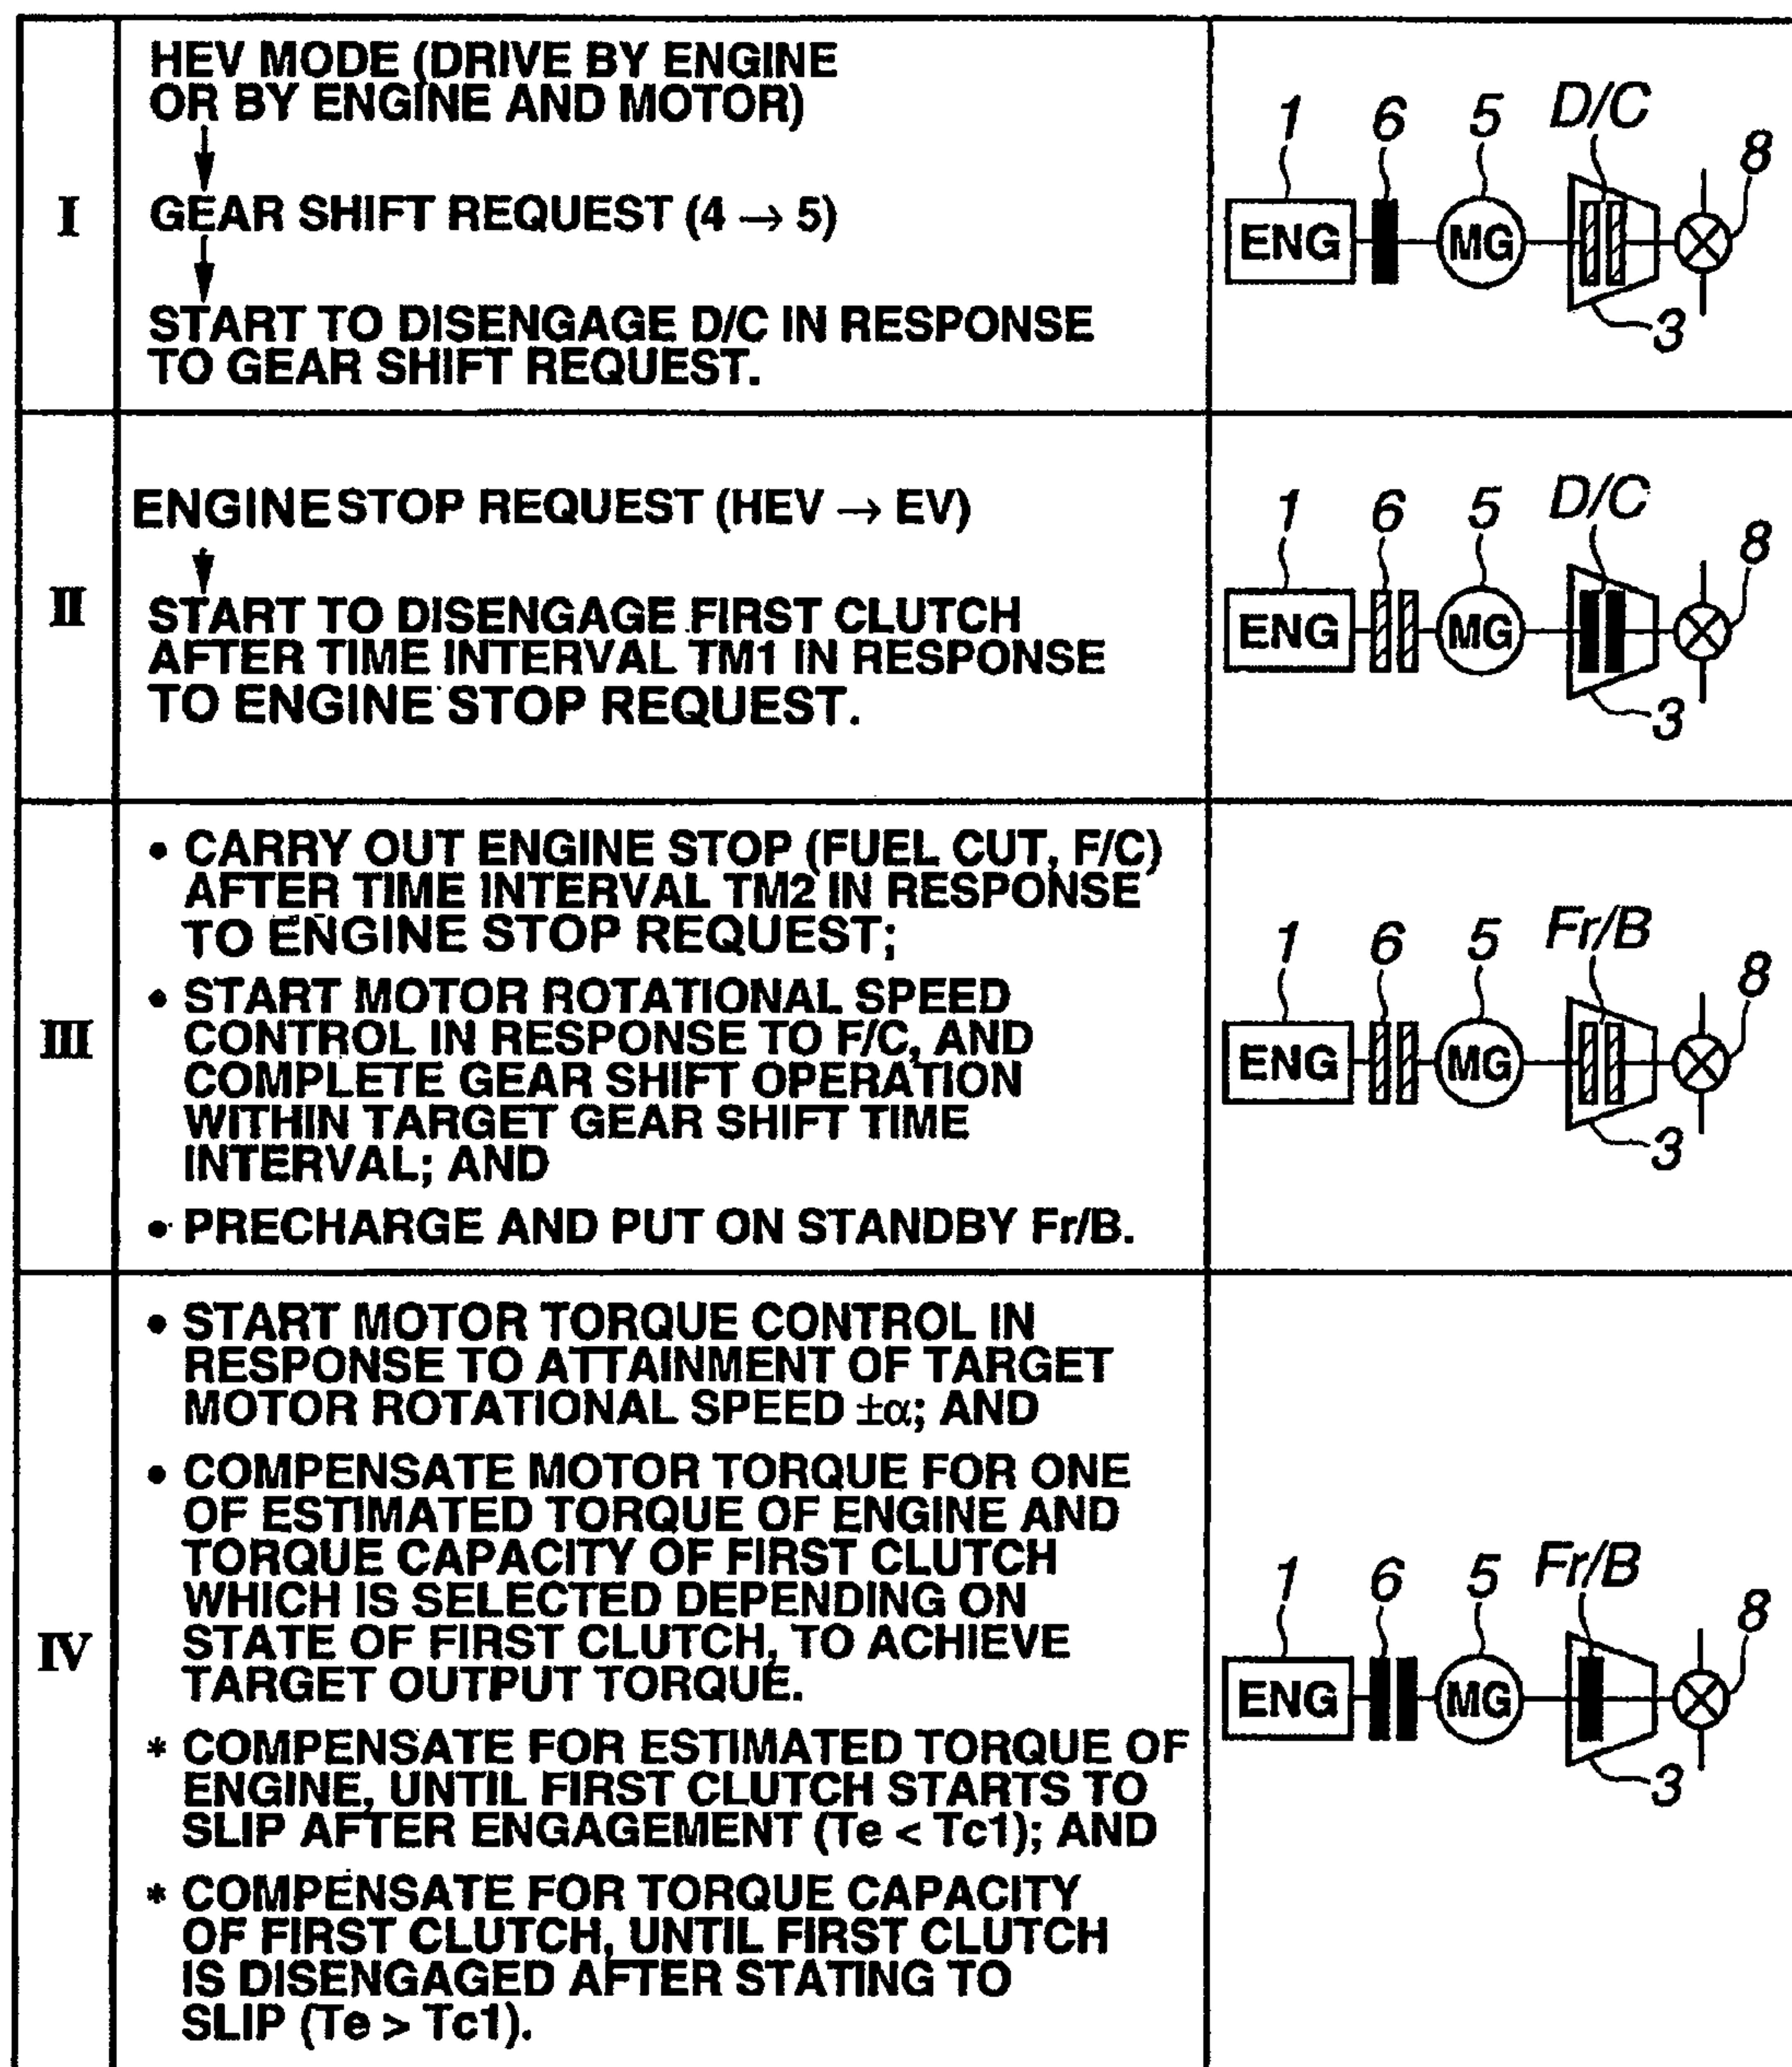 I
HEV MODE (DRIVE BY ENGINE
OR BY ENGINE AND MOTOR)
GEAR SHIFT REQUEST (4 → 5)
START TO DISENGAGE D/C IN RESPONSE
TO GEAR SHIFT REQUEST.
1 6 5 D/C 8
ENG MG
3
II
ENGINE STOP REQUEST (HEV → EV)
START TO DISENGAGE FIRST CLUTCH
AFTER TIME INTERVAL TM1 IN RESPONSE
TO ENGINE STOP REQUEST.
1 6 5 D/C 8
ENG MG
3
III
• CARRY OUT ENGINE STOP (FUEL CUT, F/C)
AFTER TIME INTERVAL TM2 IN RESPONSE
TO ENGINE STOP REQUEST;
• START MOTOR ROTATIONAL SPEED
CONTROL IN RESPONSE TO F/C, AND
COMPLETE GEAR SHIFT OPERATION
WITHIN TARGET GEAR SHIFT TIME
INTERVAL; AND
• PRECHARGE AND PUT ON STANDBY Fr/B.
1 6 5 Fr/B 8
ENG MG
3
IV
• START MOTOR TORQUE CONTROL IN
RESPONSE TO ATTAINMENT OF TARGET
MOTOR ROTATIONAL SPEED ±α; AND
• COMPENSATE MOTOR TORQUE FOR ONE
OF ESTIMATED TORQUE OF ENGINE AND
TORQUE CAPACITY OF FIRST CLUTCH
WHICH IS SELECTED DEPENDING ON
STATE OF FIRST CLUTCH, TO ACHIEVE
TARGET OUTPUT TORQUE.
* COMPENSATE FOR ESTIMATED TORQUE OF
ENGINE, UNTIL FIRST CLUTCH STARTS TO
SLIP AFTER ENGAGEMENT (Te < Tc1); AND
* COMPENSATE FOR TORQUE CAPACITY
OF FIRST CLUTCH, UNTIL FIRST CLUTCH
IS DISENGAGED AFTER STATING TO
SLIP (Te > Tc1).
1 6 5 Fr/B 8
ENG MG
3